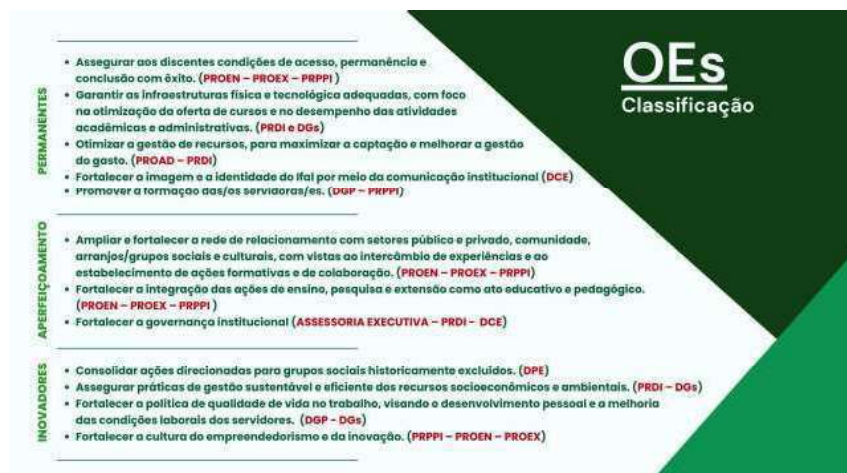 OEs
Classificação
PERMANENTES
• Assegurar aos discentes condições de acesso, permanência e
conclusão com êxito. (PROEN – PROEX – PRPPI )
• Garantir as infraestruturas física e tecnológica adequadas, com foco
na otimização da oferta de cursos e no desempenho das atividades
acadêmicas e administrativas. (PRDI e DGs)
• Otimizar a gestão de recursos, para maximizar a captação e melhorar a gestão
do gasto. (PROAD – PRDI)
• Fortalecer a imagem e a identidade do Ifal por meio da comunicação institucional (DCE)
• Promover a formação das/os servidoras/es. (DGP – PRPPI)
APERFEIÇOAMENTO
• Ampliar e fortalecer a rede de relacionamento com setores público e privado, comunidade,
arranjos/grupos sociais e culturais, com vistas ao intercâmbio de experiências e ao
estabelecimento de ações formativas e de colaboração. (PROEN – PROEX – PRPPI)
• Fortalecer a integração das ações de ensino, pesquisa e extensão como ato educativo e pedagógico.
(PROEN – PROEX – PRPPI )
• Fortalecer a governança institucional (ASSESSORIA EXECUTIVA – PRDI - DCE)
INOVADORES
• Consolidar ações direcionadas para grupos sociais historicamente excluídos. (DPE)
• Assegurar práticas de gestão sustentável e eficiente dos recursos socioeconômicos e ambientais. (PRDI – DGs)
• Fortalecer a política de qualidade de vida no trabalho, visando o desenvolvimento pessoal e a melhoria
das condições laborais dos servidores. (DGP - DGs)
• Fortalecer a cultura do empreendedorismo e da inovação. (PRPPI – PROEN – PROEX)